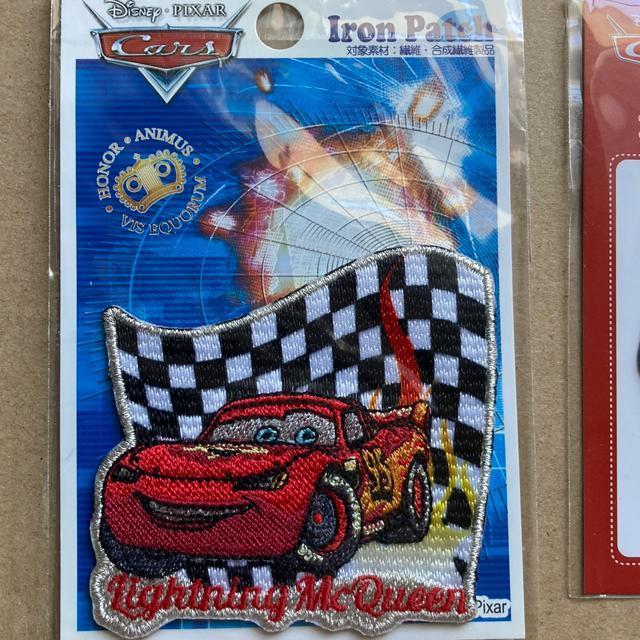 Disney · PIXAR
Cars
Iron Patch
対象素材：繊維・合成繊維製品
HONOR · ANIMUS · VIS EQUORUM ·
95
Lightning McQueen
Pixar